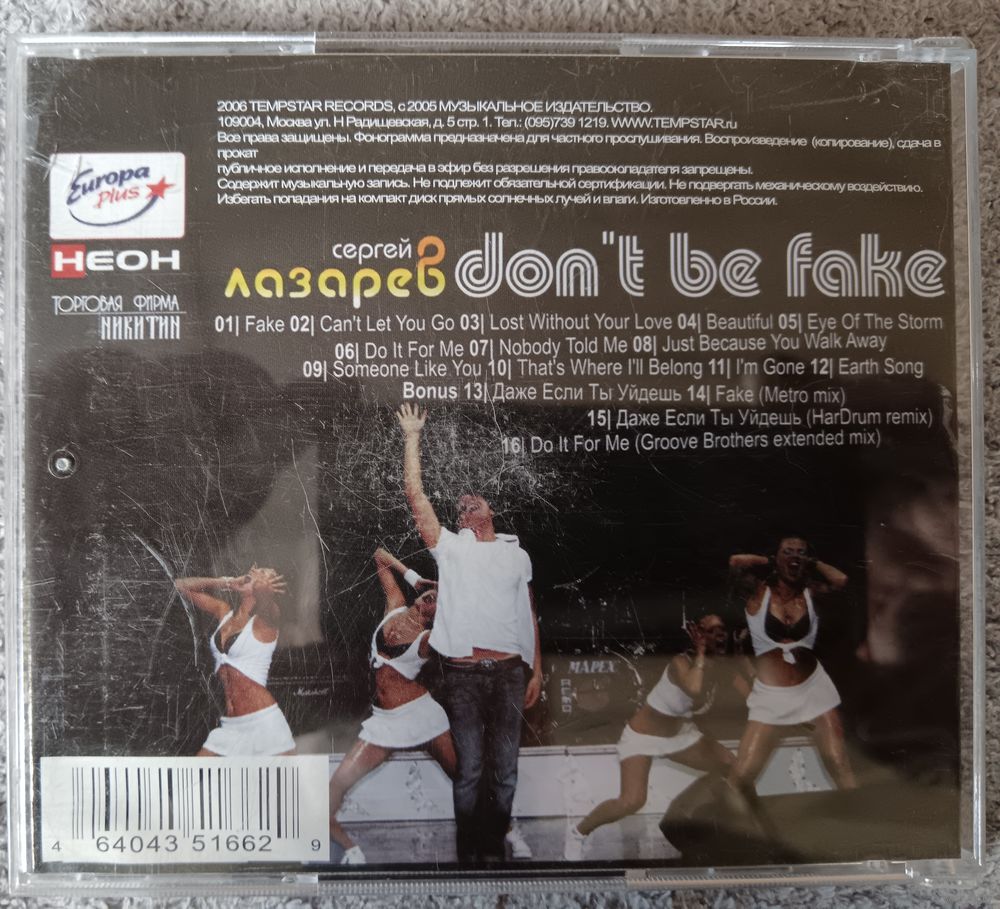 2006 TEMPSTAR RECORDS, с 2005 МУЗЫКАЛЬНОЕ ИЗДАТЕЛЬСТВО.
109004, Москва ул. Н Радищевская, д. 5 стр. 1. Тел.: (095)739 1219. WWW.TEMPSTAR.ru
Все права защищены. Фонограмма предназначена для частного прослушивания. Воспроизведение (копирование), сдача в
прокат
публичное исполнение и передача в эфир без разрешения правообладателя запрещены.
Содержит музыкальную запись. Не подлежит обязательной сертификации. Не подвергать механическому воздействию.
Избегать попадания на компакт диск прямых солнечных лучей и влаги. Изготовленно в России.
Europa
plus
НЕОН
ТОРГОВАЯ ФИРМА
НИКИТИН
сергей
лазарев
don't be fake
01| Fake 02| Can't Let You Go 03| Lost Without Your Love 04| Beautiful 05| Eye Of The Storm
06| Do It For Me 07| Nobody Told Me 08| Just Because You Walk Away
09| Someone Like You 10| That's Where I'll Belong 11| I'm Gone 12| Earth Song
Bonus 13| Даже Если Ты Уйдешь 14| Fake (Metro mix)
15| Даже Если Ты Уйдешь (HarDrum remix)
16| Do It For Me (Groove Brothers extended mix)
Marshall
MAPEX
REMO
4 64043 51662 9